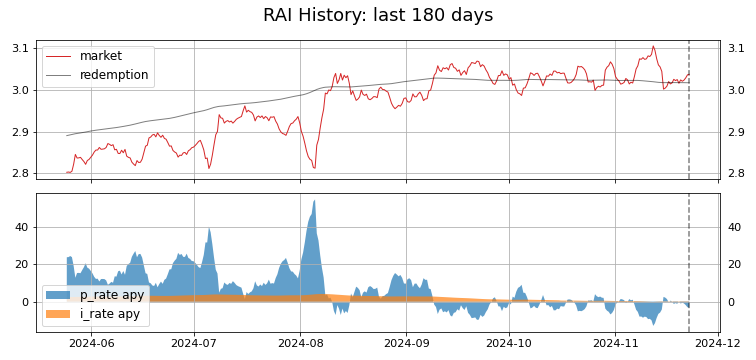 RAI History: last 180 days
3.1
3.1
market
redemption
3.0
3.0
2.9
2.9
2.8
2.8
40
40
20
20
p_rate apy
0
0
i_rate apy
2024-06 2024-07 2024-08 2024-09 2024-10 2024-11 2024-12